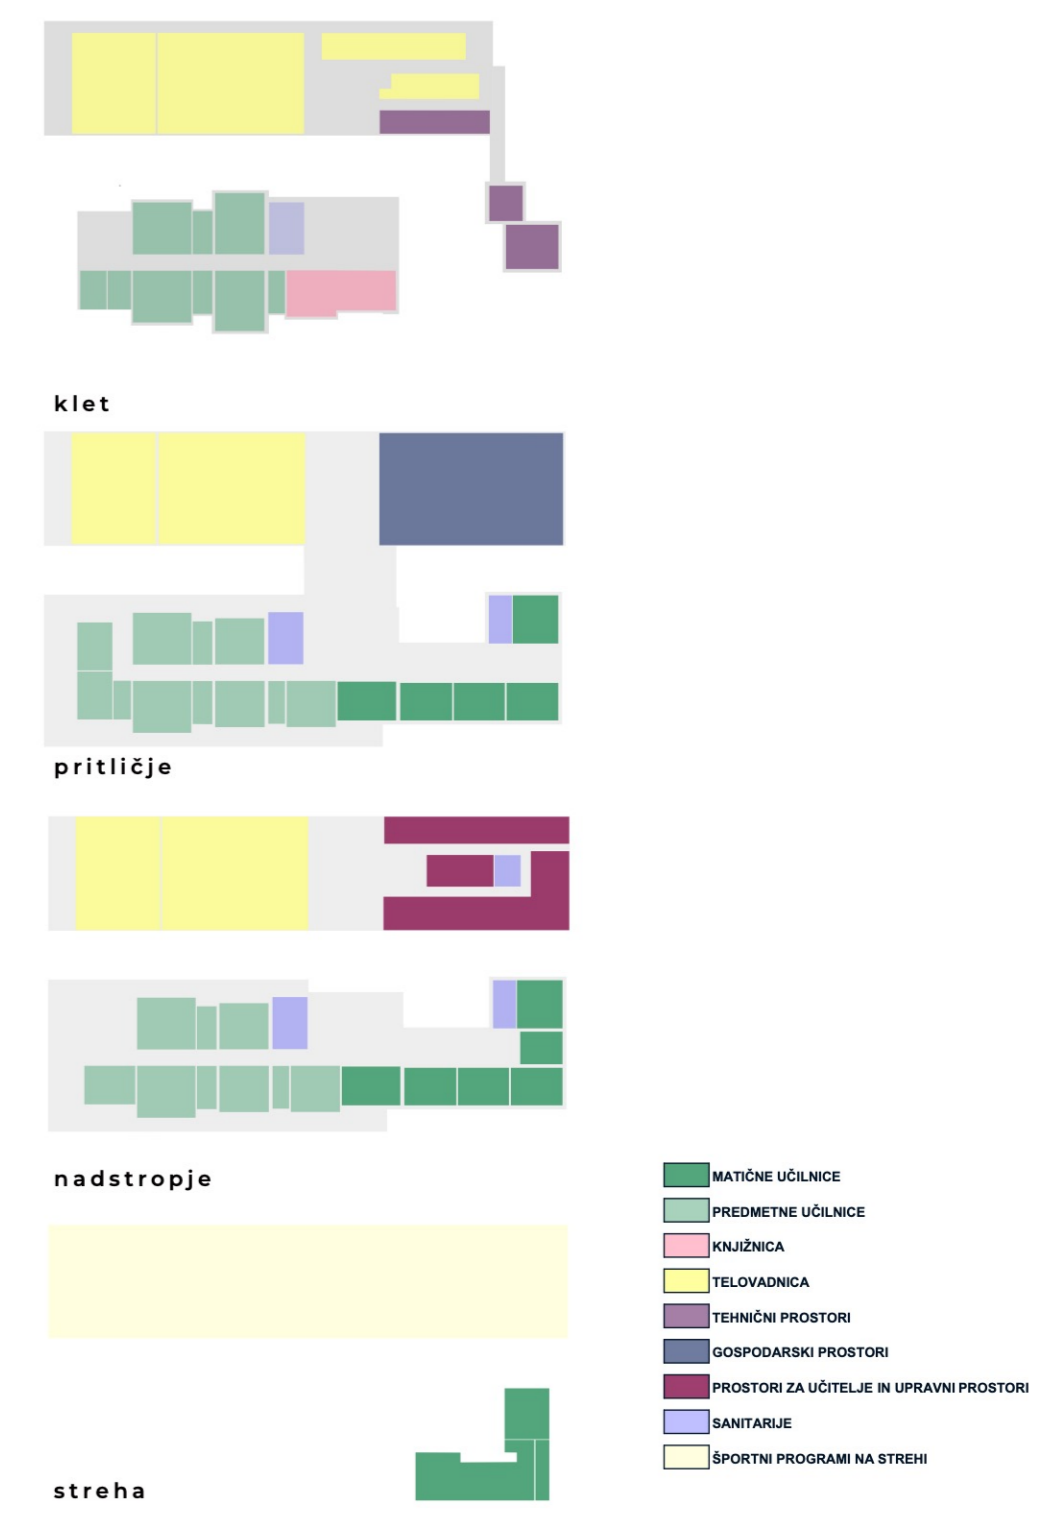 klet
pritličje
nadstropje
MATIČNE UČILNICE
PREDMETNE UČILNICE
KNJIŽNICA
TELOVADNICA
TEHNIČNI PROSTORI
GOSPODARSKI PROSTORI
PROSTORI ZA UČITELJE IN UPRAVNI PROSTORI
SANITARIJE
ŠPORTNI PROGRAMI NA STREHI
streha